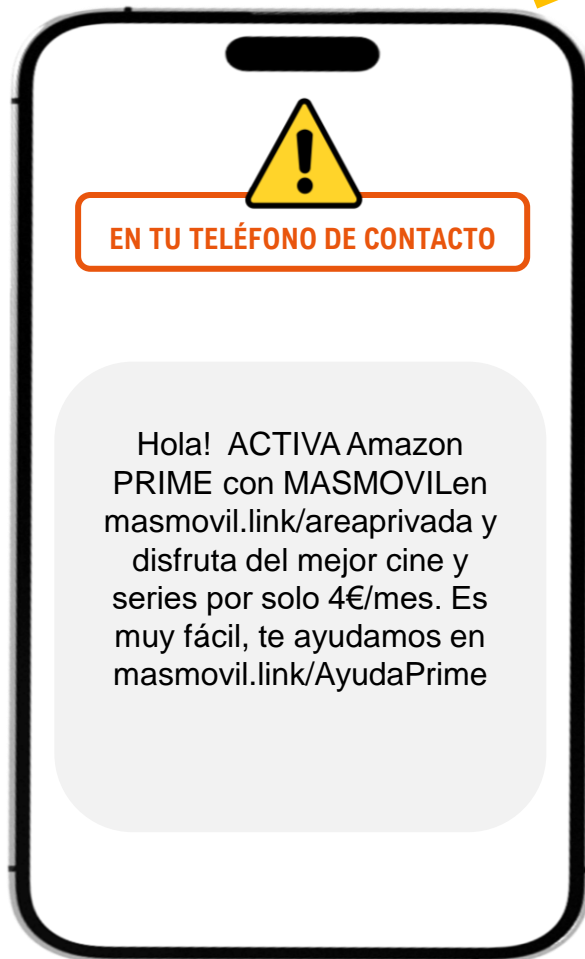 EN TU TELÉFONO DE CONTACTO
Hola!  ACTIVA Amazon
PRIME con MASMOVILen
masmovil.link/areaprivada y
disfruta del mejor cine y
series por solo 4€/mes. Es
muy fácil, te ayudamos en
masmovil.link/AyudaPrime